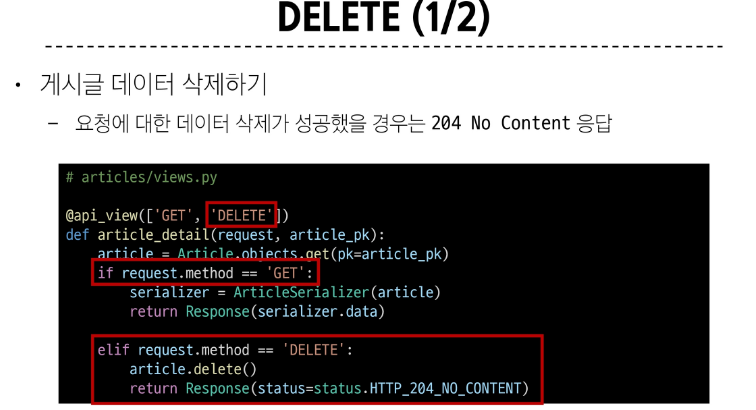 DELETE (1/2)
• 게시글 데이터 삭제하기
– 요청에 대한 데이터 삭제가 성공했을 경우는 204 No Content 응답
# articles/views.py
@api_view(['GET', 'DELETE'])
def article_detail(request, article_pk):
    article = Article.objects.get(pk=article_pk)
    if request.method == 'GET':
        serializer = ArticleSerializer(article)
        return Response(serializer.data)
    elif request.method == 'DELETE':
        article.delete()
        return Response(status=status.HTTP_204_NO_CONTENT)